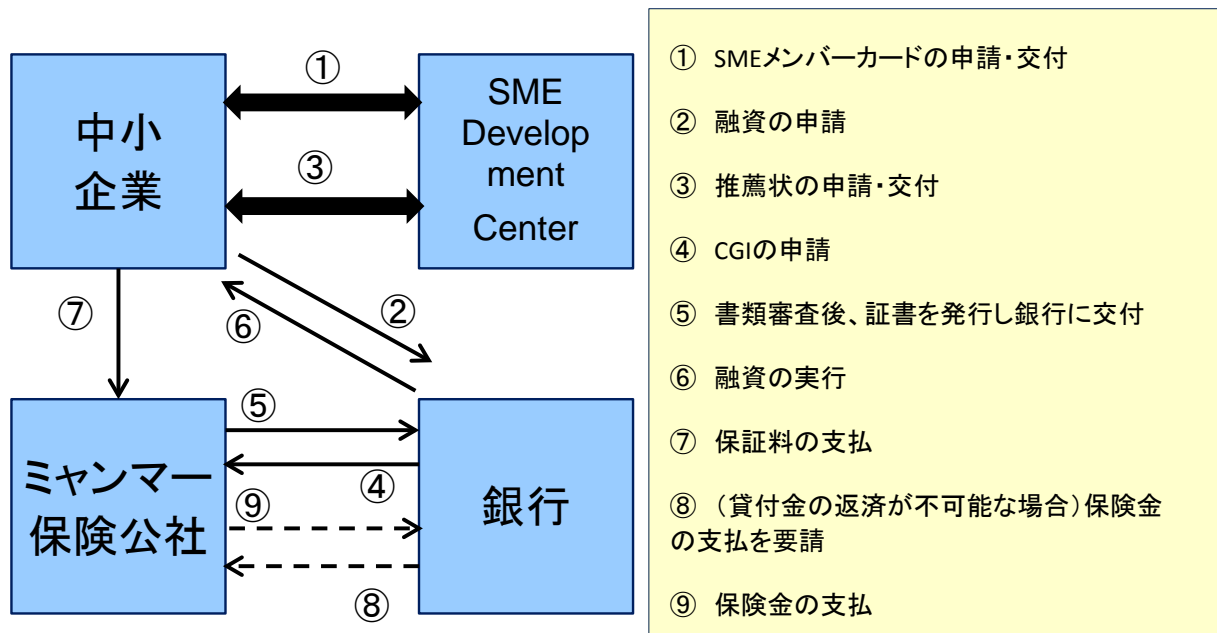 中小
企業
①
③
SME
Develop
ment
Center
⑦
②
⑥
ミャンマー
保険公社
⑤
④
⑨
⑧
銀行
① SMEメンバーカードの申請・交付
② 融資の申請
③ 推薦状の申請・交付
④ CGIの申請
⑤ 書類審査後、証書を発行し銀行に交付
⑥ 融資の実行
⑦ 保証料の支払
⑧ （貸付金の返済が不可能な場合）保険金
の支払を要請
⑨ 保険金の支払